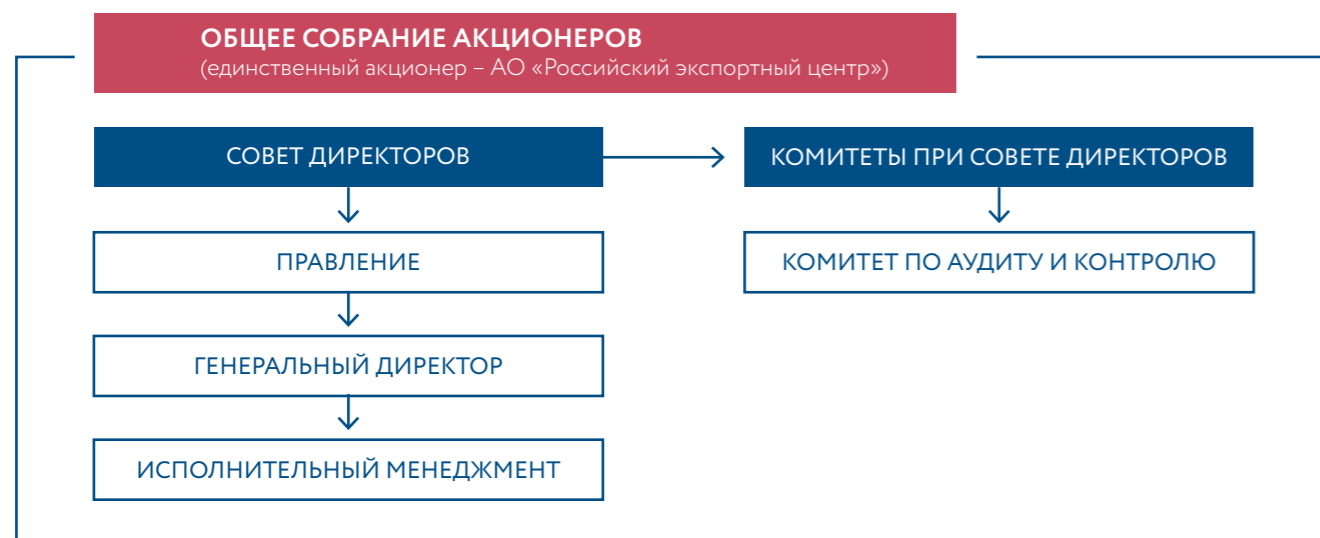 ОБЩЕЕ СОБРАНИЕ АКЦИОНЕРОВ
(единственный акционер – АО «Российский экспортный центр»)
СОВЕТ ДИРЕКТОРОВ
КОМИТЕТЫ ПРИ СОВЕТЕ ДИРЕКТОРОВ
ПРАВЛЕНИЕ
КОМИТЕТ ПО АУДИТУ И КОНТРОЛЮ
ГЕНЕРАЛЬНЫЙ ДИРЕКТОР
ИСПОЛНИТЕЛЬНЫЙ МЕНЕДЖМЕНТ